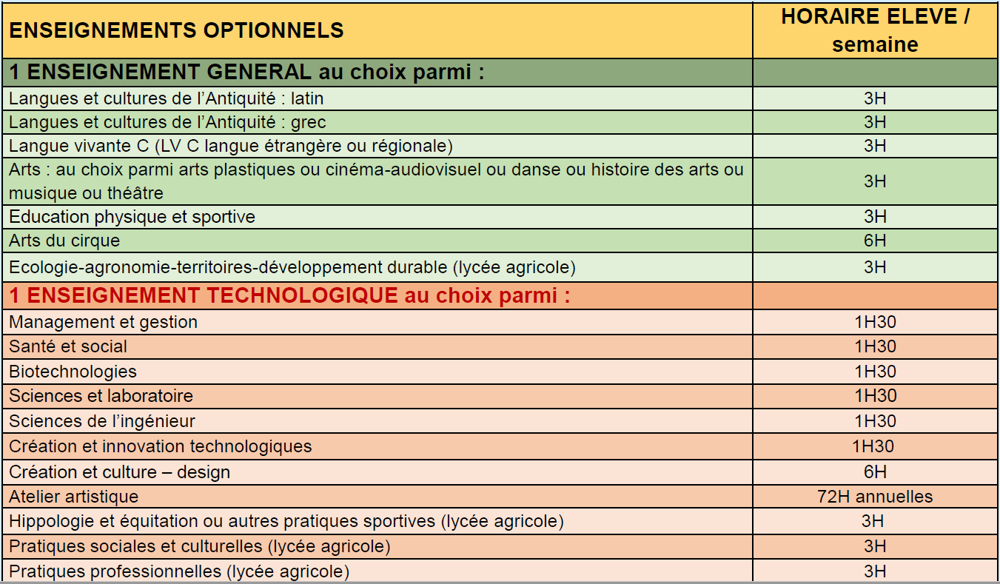 ENSEIGNEMENTS OPTIONNELS
HORAIRE ELEVE /
semaine
1 ENSEIGNEMENT GENERAL au choix parmi :
Langues et cultures de l’Antiquité : latin 3H
Langues et cultures de l’Antiquité : grec 3H
Langue vivante C (LV C langue étrangère ou régionale) 3H
Arts : au choix parmi arts plastiques ou cinéma-audiovisuel ou danse ou histoire des arts ou
musique ou théâtre
3H
Education physique et sportive 3H
Arts du cirque 6H
Ecologie-agronomie-territoires-développement durable (lycée agricole) 3H
1 ENSEIGNEMENT TECHNOLOGIQUE au choix parmi :
Management et gestion 1H30
Santé et social 1H30
Biotechnologies 1H30
Sciences et laboratoire 1H30
Sciences de l’ingénieur 1H30
Création et innovation technologiques 1H30
Création et culture – design 6H
Atelier artistique 72H annuelles
Hippologie et équitation ou autres pratiques sportives (lycée agricole) 3H
Pratiques sociales et culturelles (lycée agricole) 3H
Pratiques professionnelles (lycée agricole) 3H